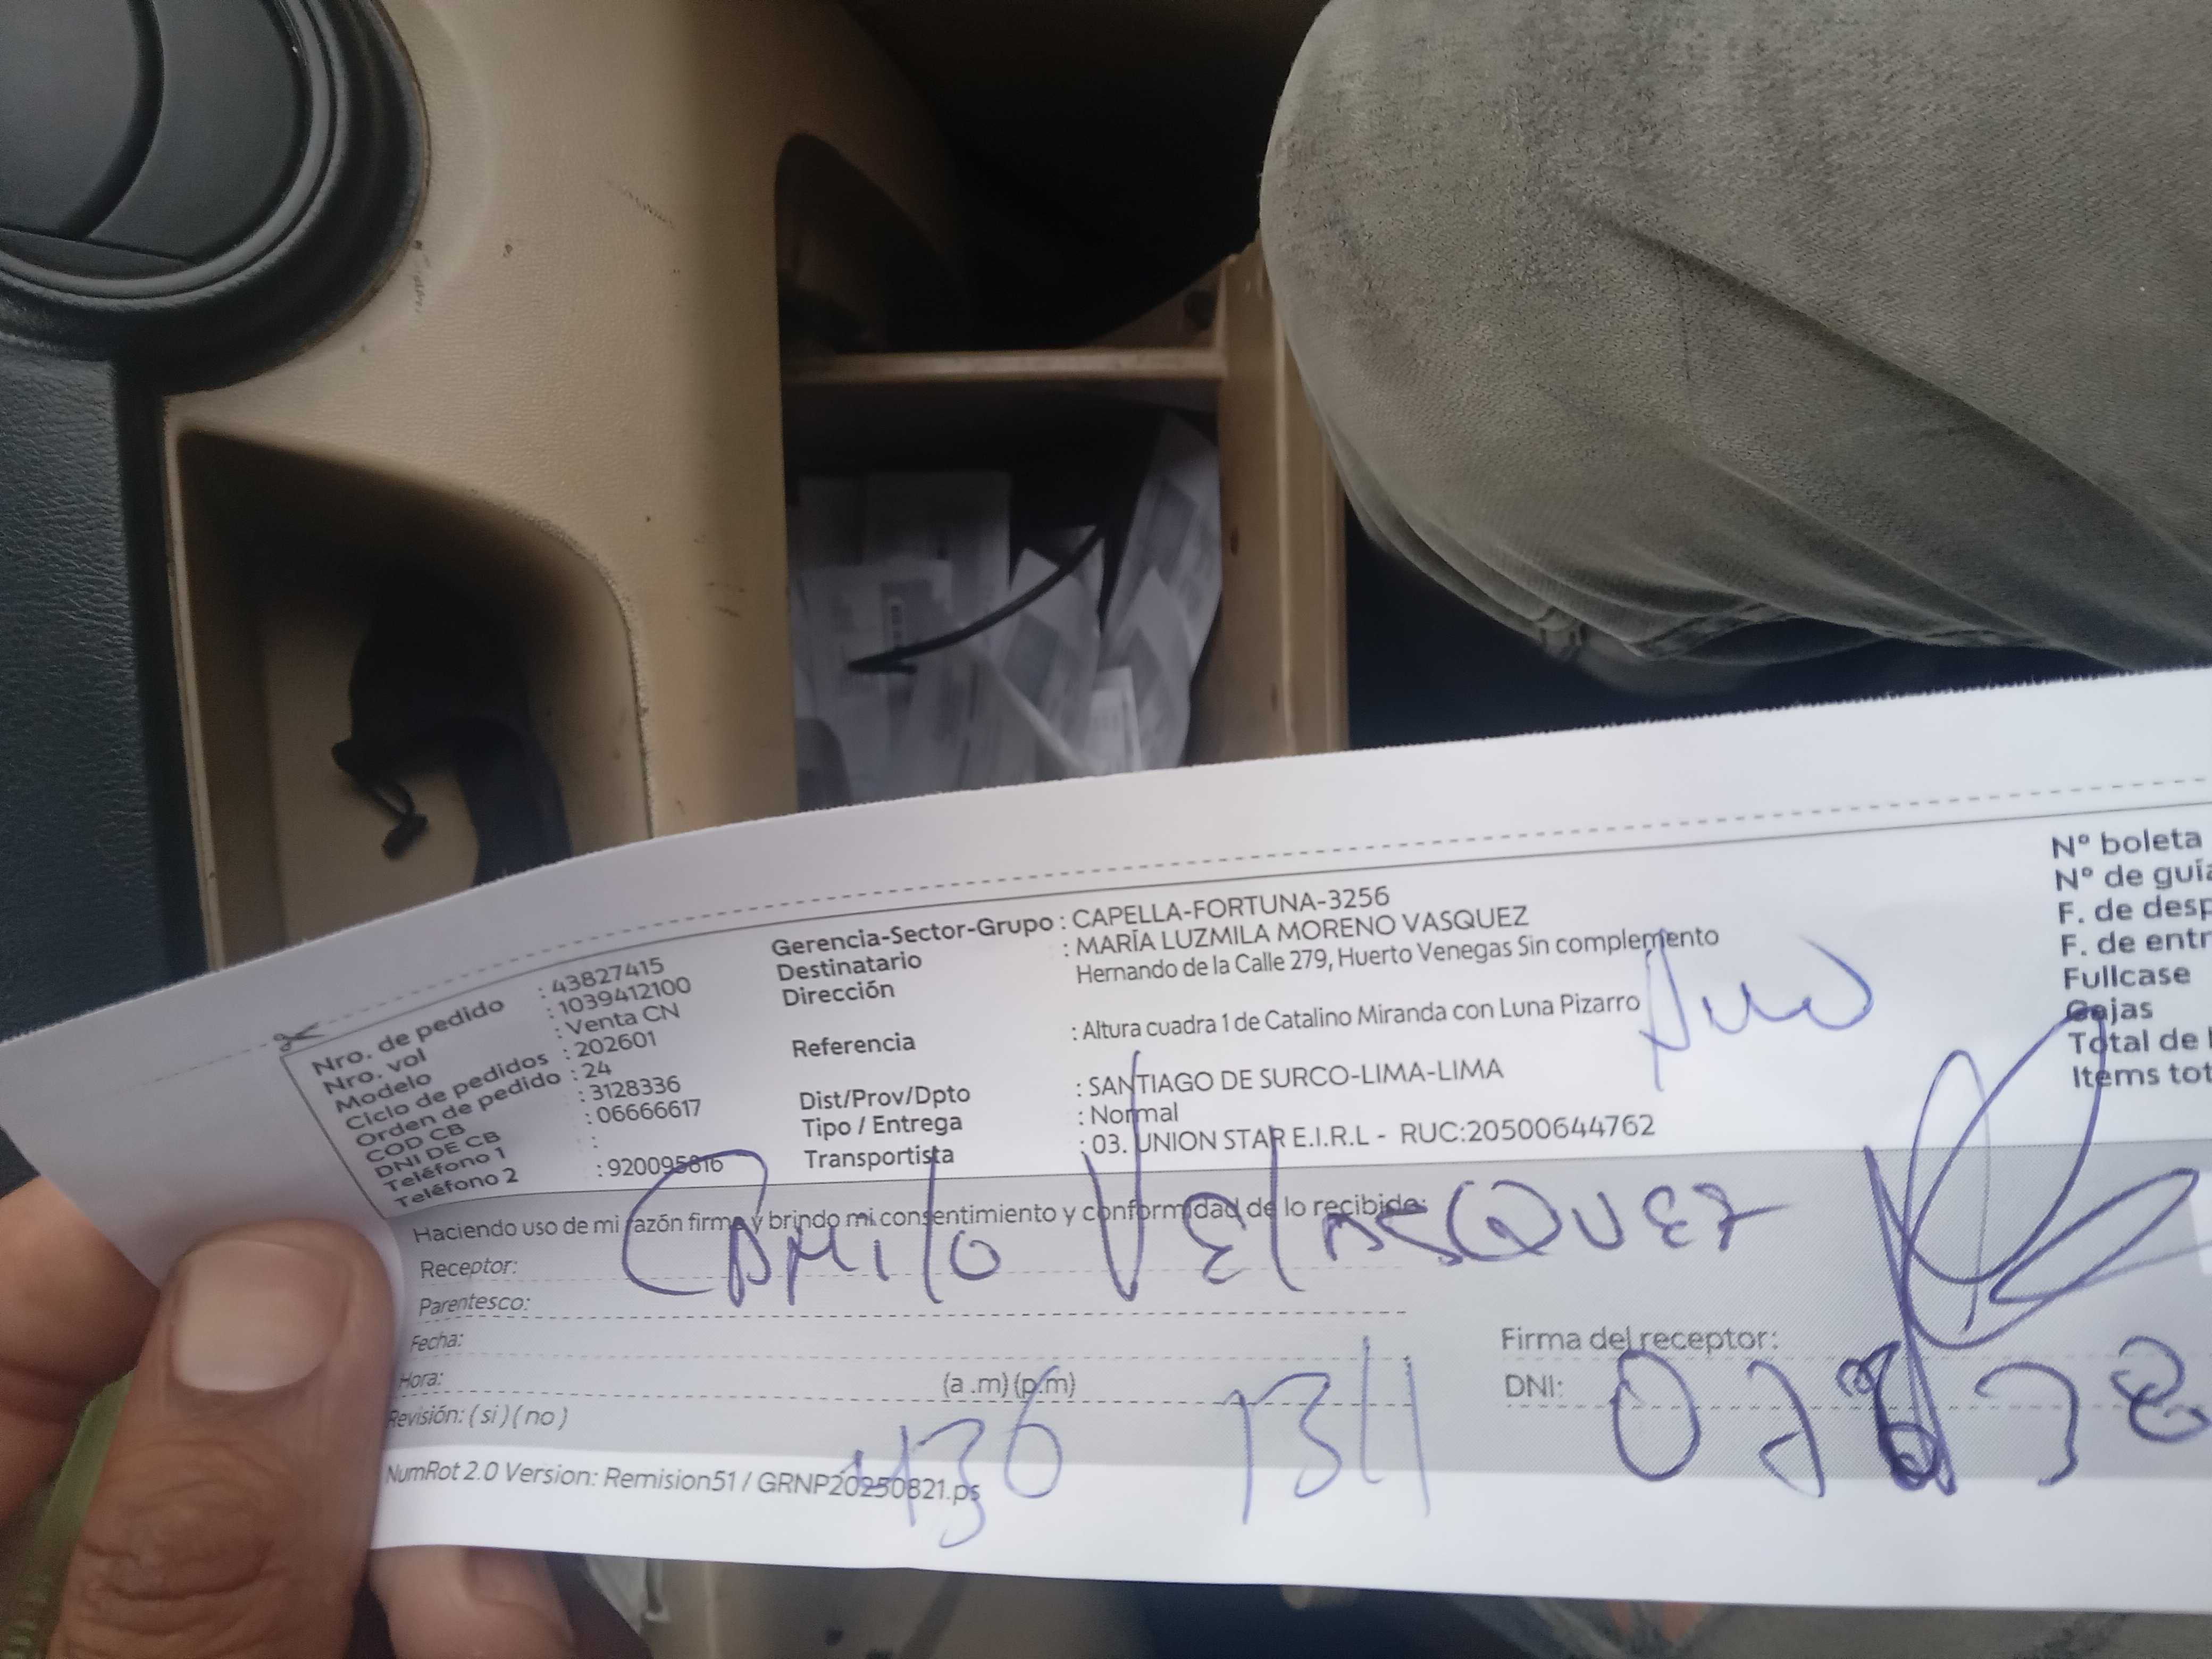 Nro. de pedido : 43827415
Nro. vol : 1039412100
Modelo : Venta CN
Ciclo de pedidos : 202601
Orden de pedido : 24
COD CB : 3128336
DNI DE CB : 06666617
Teléfono 1 :
Teléfono 2 : 920095816
Gerencia-Sector-Grupo : CAPELLA-FORTUNA-3256
Destinatario : MARÍA LUZMILA MORENO VASQUEZ
Dirección Hernando de la Calle 279, Huerto Venegas Sin complemento
Referencia : Altura cuadra 1 de Catalino Miranda con Luna Pizarro
Dist/Prov/Dpto : SANTIAGO DE SURCO-LIMA-LIMA
Tipo / Entrega : Normal
Transportista : 03. UNION STAR E.I.R.L - RUC:20500644762
Nº boleta
Nº de guía
F. de desp
F. de entr
Fullcase
Cajas
Total de
Items tot
Haciendo uso de mi razón firmo y brindo mi consentimiento y conformidad de lo recibido:
Receptor: CAMILO VELASQUEZ
Parentesco:
Fecha:
Hora: (a .m) (p.m)
Revisión: ( si ) ( no )
Firma del receptor:
DNI:
436 1311
NumRot 2.0 Version: Remision51 / GRNP20250821.ps